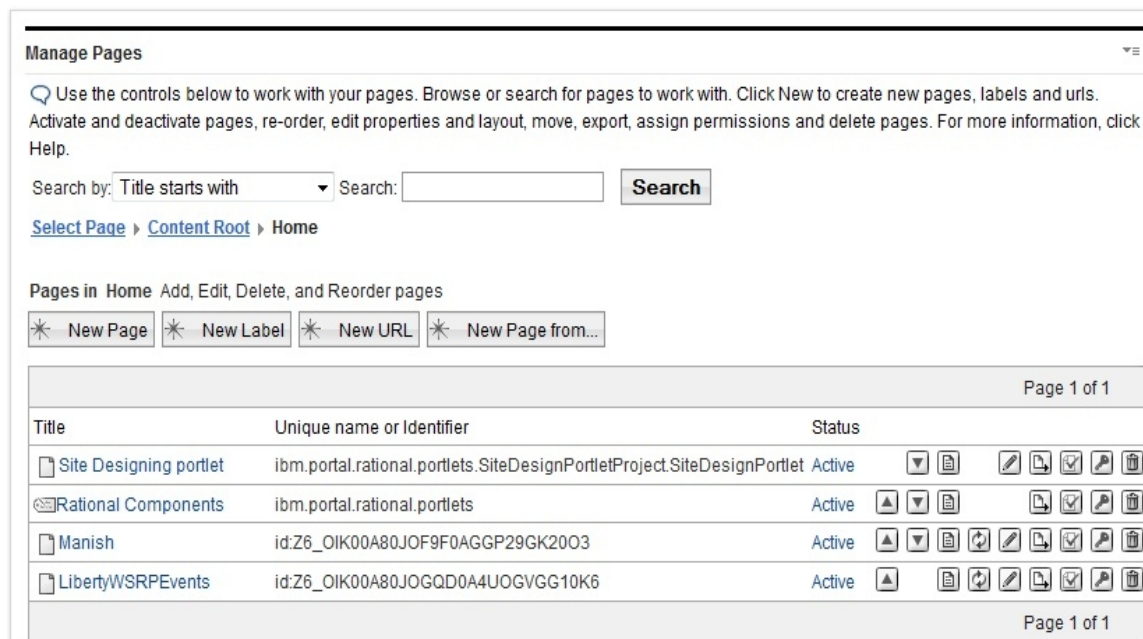 Manage Pages
Use the controls below to work with your pages. Browse or search for pages to work with. Click New to create new pages, labels and urls.
Activate and deactivate pages, re-order, edit properties and layout, move, export, assign permissions and delete pages. For more information, click
Help.
Search by: Title starts with Search: Search
Select Page Content Root Home
Pages in Home Add, Edit, Delete, and Reorder pages
New Page New Label New URL New Page from...
Page 1 of 1
Title Unique name or Identifier Status
Site Designing portlet ibm.portal.rational.portlets.SiteDesignPortletProject.SiteDesignPortlet Active
Rational Components ibm.portal.rational.portlets Active
Manish id:Z6_OIK00A80JOF9F0AGGP29GK20O3 Active
LibertyWSRPEvents id:Z6_OIK00A80JOGQD0A4UOGVGG10K6 Active
Page 1 of 1